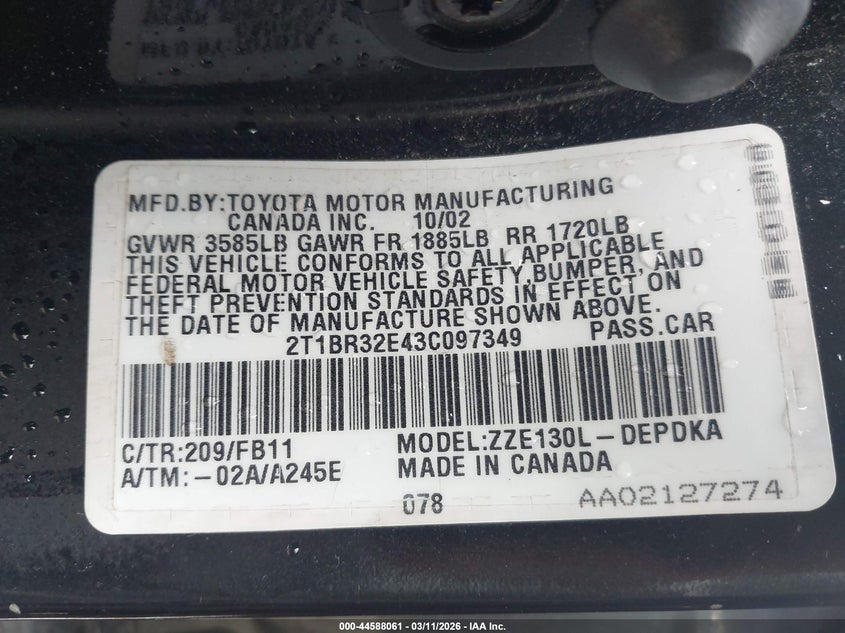 MFD.BY:TOYOTA MOTOR MANUFACTURING
CANADA INC. 10/02
GVWR 3585LB GAWR FR 1885LB RR 1720LB
THIS VEHICLE CONFORMS TO ALL APPLICABLE
FEDERAL MOTOR VEHICLE SAFETY,BUMPER, AND
THEFT PREVENTION STANDARDS IN EFFECT ON
THE DATE OF MANUFACTURE SHOWN ABOVE.
2T1BR32E43C097349 PASS.CAR
C/TR:209/FB11 MODEL:ZZE130L-DEPDKA
A/TM:-02A/A245E MADE IN CANADA
078 AA02127274
000-44588061 - 03/11/2026 - IAA Inc.